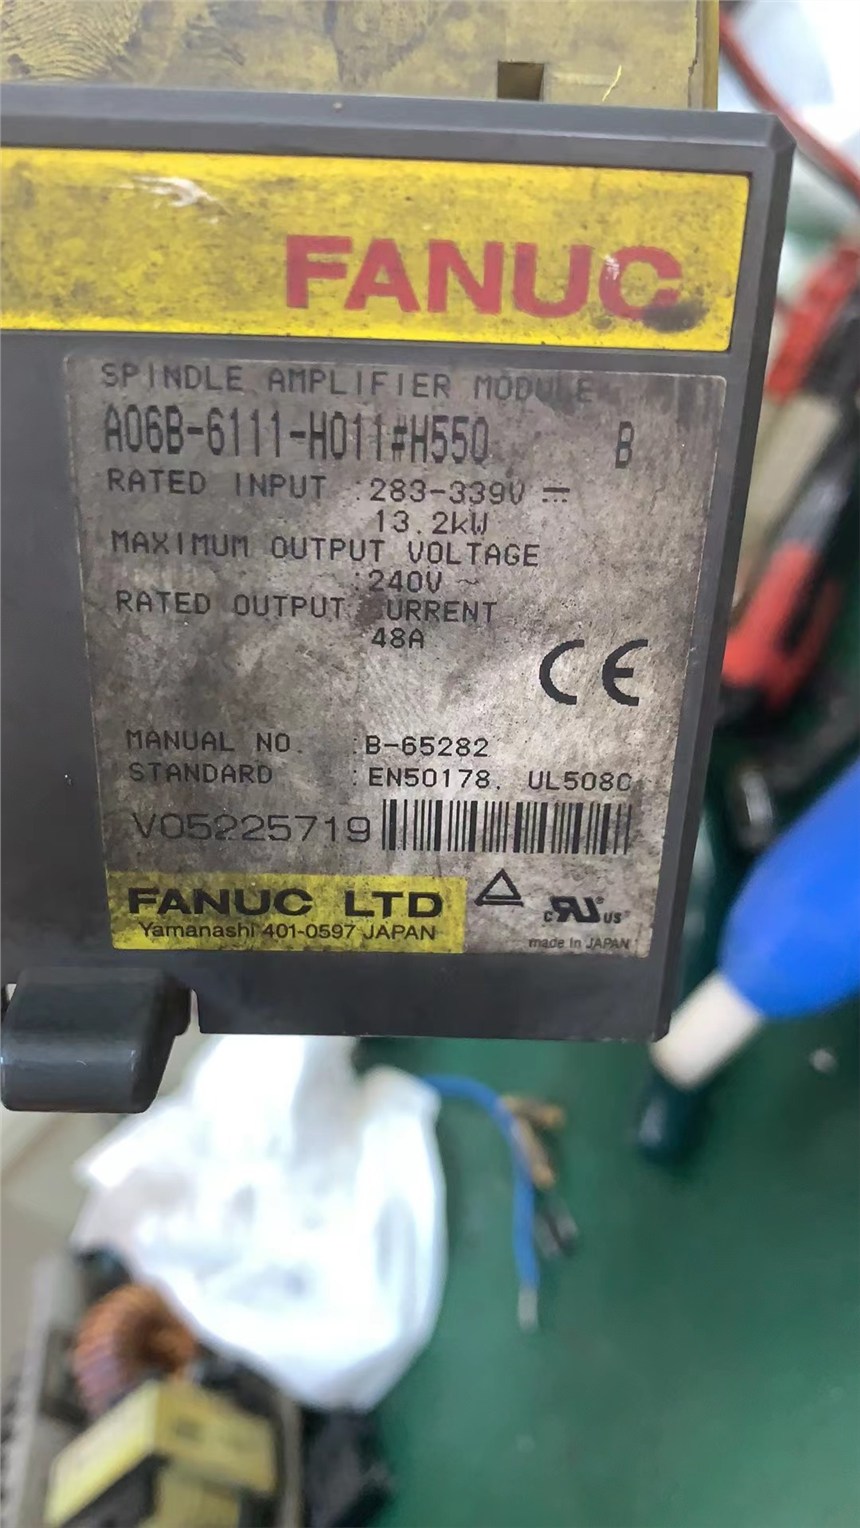 FANUC
SPINDLE AMPLIFIER MODULE
A06B-6111-H011#H550 B
RATED INPUT :283-339V ⎓
13.2kW
MAXIMUM OUTPUT VOLTAGE
:240V ~
RATED OUTPUT CURRENT
48A
CE
MANUAL NO. :B-65282
STANDARD :EN50178, UL508C
V05225719
FANUC LTD
Yamanashi 401-0597 JAPAN
c RU US
made in JAPAN